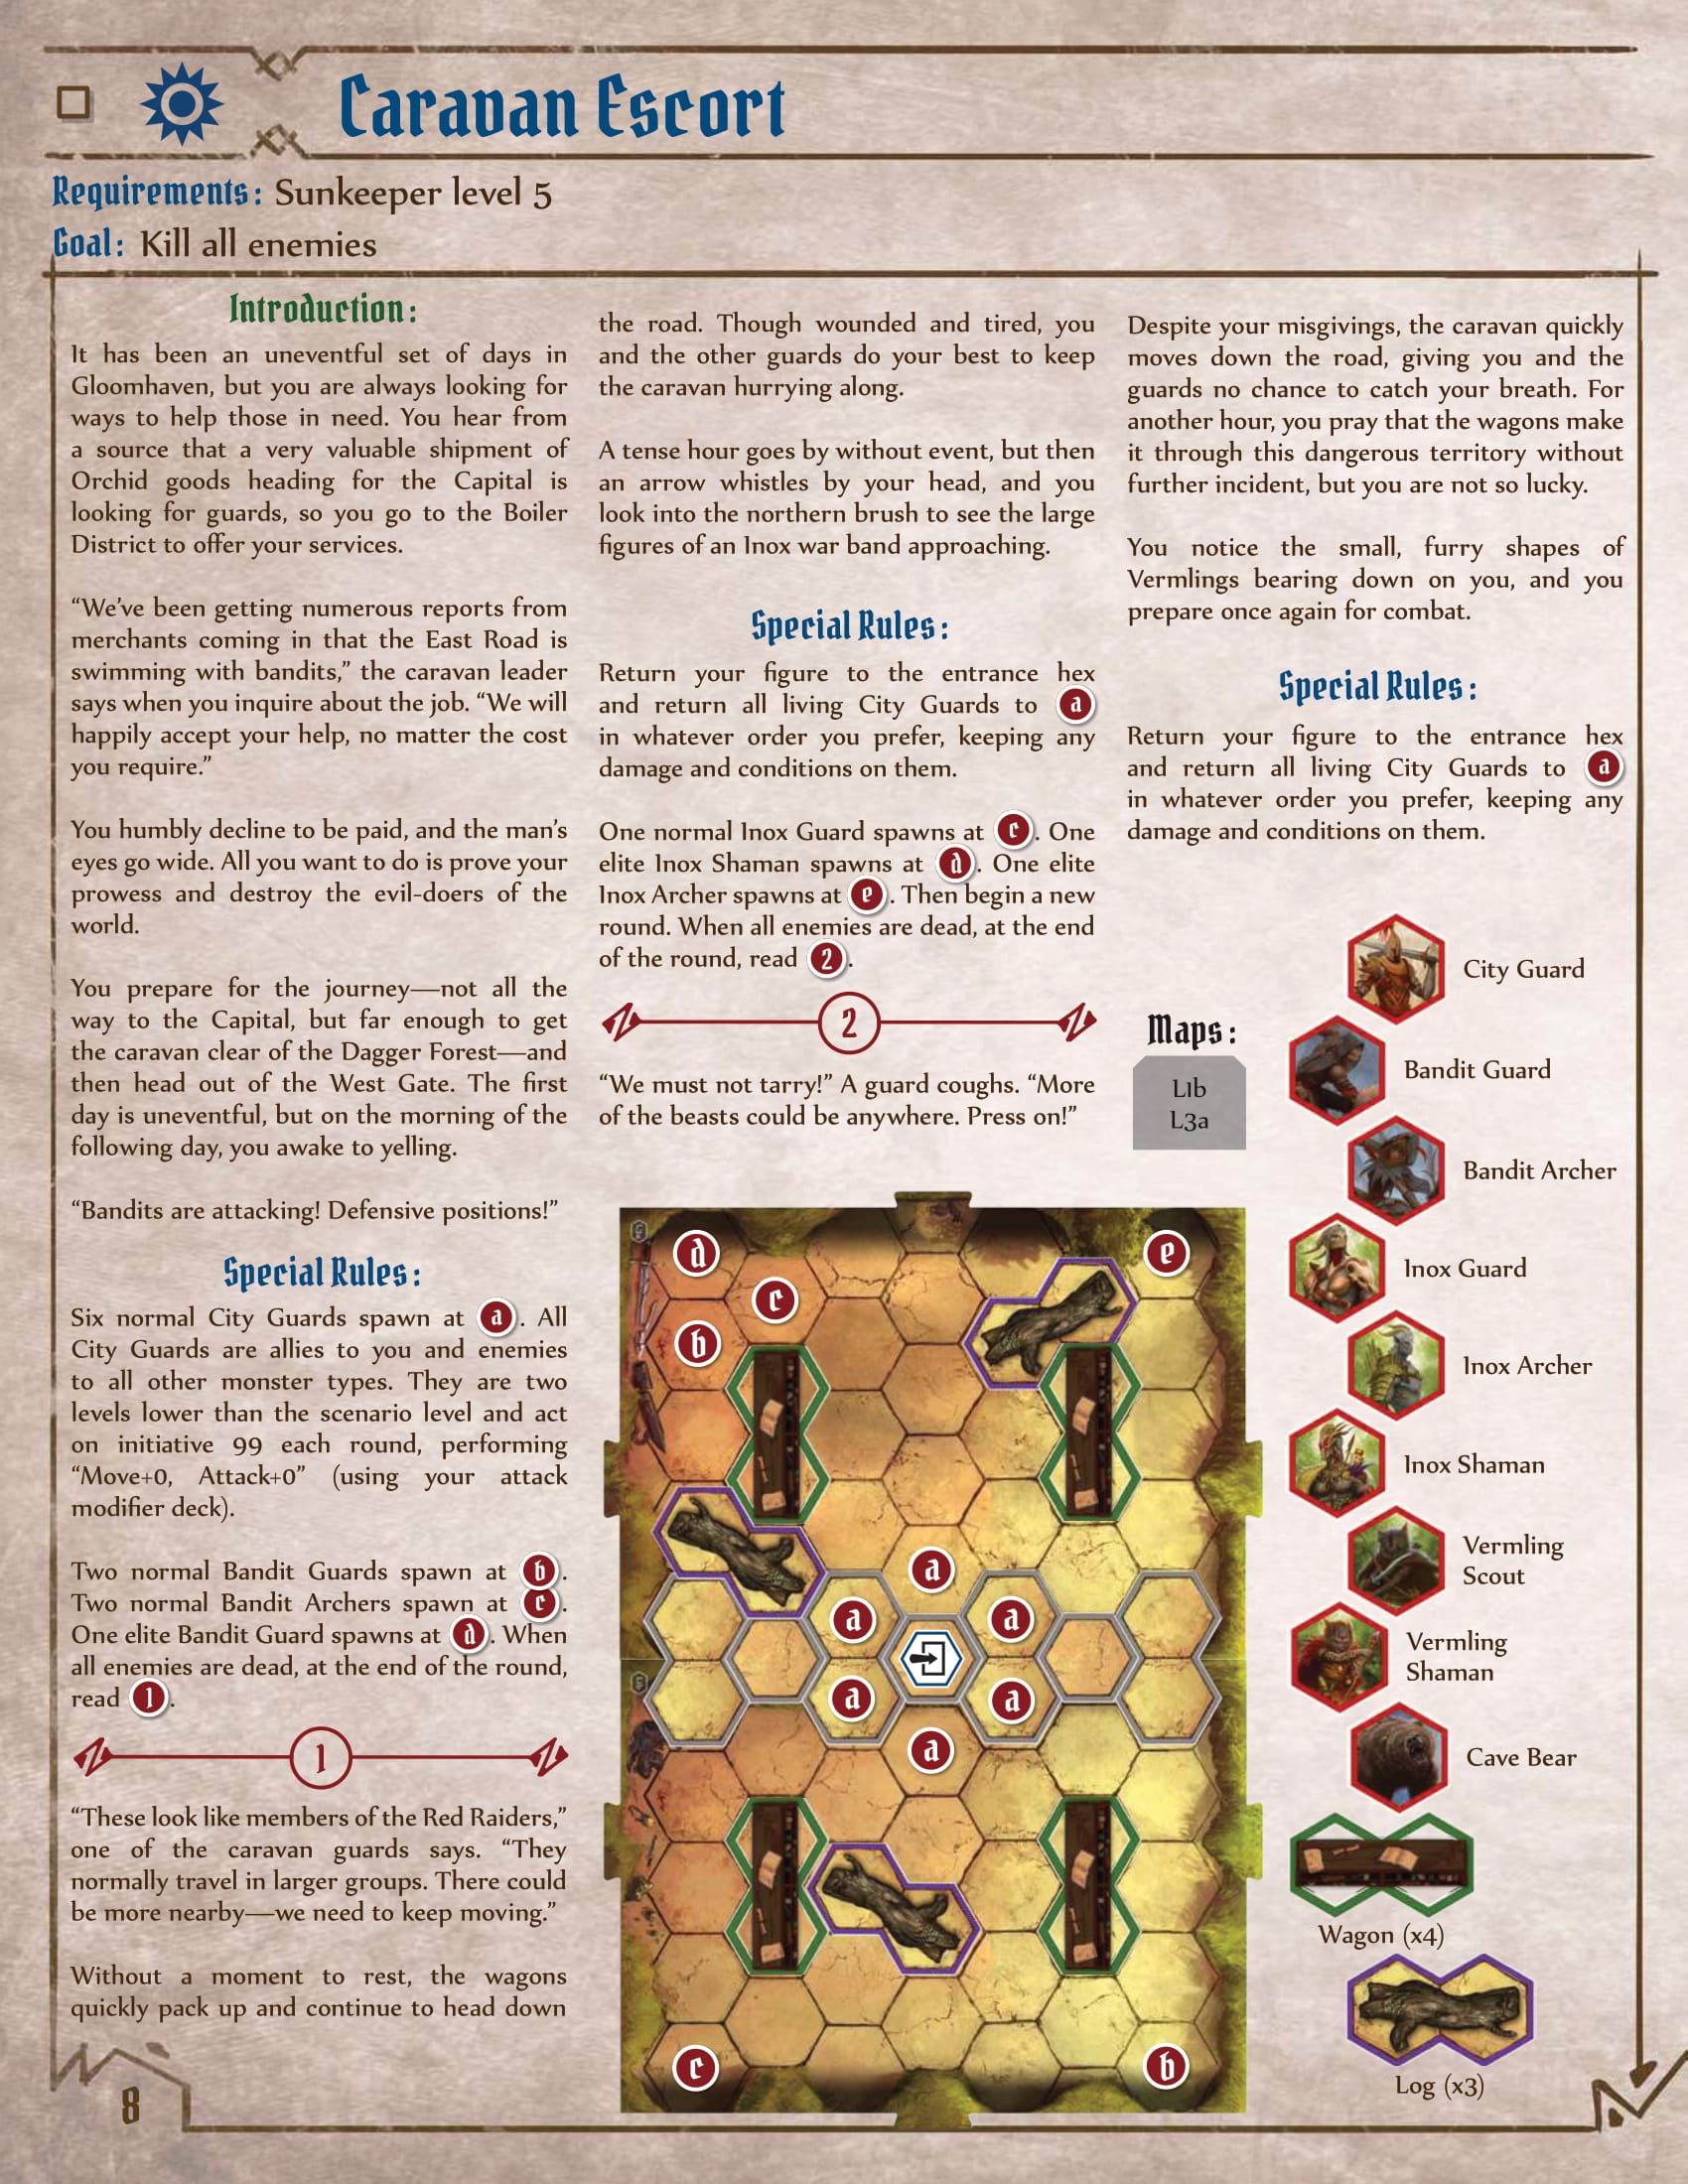 Caravan Escort
Requirements: Sunkeeper level 5
Goal: Kill all enemies
Introduction:
It has been an uneventful set of days in
Gloomhaven, but you are always looking for
ways to help those in need. You hear from
a source that a very valuable shipment of
Orchid goods heading for the Capital is
looking for guards, so you go to the Boiler
District to offer your services.
“We’ve been getting numerous reports from
merchants coming in that the East Road is
swimming with bandits,” the caravan leader
says when you inquire about the job. “We will
happily accept your help, no matter the cost
you require.”
You humbly decline to be paid, and the man’s
eyes go wide. All you want to do is prove your
prowess and destroy the evil-doers of the
world.
You prepare for the journey—not all the
way to the Capital, but far enough to get
the caravan clear of the Dagger Forest—and
then head out of the West Gate. The first
day is uneventful, but on the morning of the
following day, you awake to yelling.
“Bandits are attacking! Defensive positions!”
Special Rules:
Six normal City Guards spawn at a. All
City Guards are allies to you and enemies
to all other monster types. They are two
levels lower than the scenario level and act
on initiative 99 each round, performing
“Move+0, Attack+0” (using your attack
modifier deck).
Two normal Bandit Guards spawn at b.
Two normal Bandit Archers spawn at c.
One elite Bandit Guard spawns at d. When
all enemies are dead, at the end of the round,
read 1.
1
“These look like members of the Red Raiders,”
one of the caravan guards says. “They
normally travel in larger groups. There could
be more nearby—we need to keep moving.”
Without a moment to rest, the wagons
quickly pack up and continue to head down
the road. Though wounded and tired, you
and the other guards do your best to keep
the caravan hurrying along.
A tense hour goes by without event, but then
an arrow whistles by your head, and you
look into the northern brush to see the large
figures of an Inox war band approaching.
Special Rules:
Return your figure to the entrance hex
and return all living City Guards to a
in whatever order you prefer, keeping any
damage and conditions on them.
One normal Inox Guard spawns at c. One
elite Inox Shaman spawns at d. One elite
Inox Archer spawns at e. Then begin a new
round. When all enemies are dead, at the end
of the round, read 2.
2
“We must not tarry!” A guard coughs. “More
of the beasts could be anywhere. Press on!”
Despite your misgivings, the caravan quickly
moves down the road, giving you and the
guards no chance to catch your breath. For
another hour, you pray that the wagons make
it through this dangerous territory without
further incident, but you are not so lucky.
You notice the small, furry shapes of
Vermlings bearing down on you, and you
prepare once again for combat.
Special Rules:
Return your figure to the entrance hex
and return all living City Guards to a
in whatever order you prefer, keeping any
damage and conditions on them.
Maps:
L1b
L3a
City Guard
Bandit Guard
Bandit Archer
Inox Guard
Inox Archer
Inox Shaman
Vermling
Scout
Vermling
Shaman
Cave Bear
Wagon (x4)
Log (x3)
d
e
c
b
a
a
a
a
a
a
c
b
8